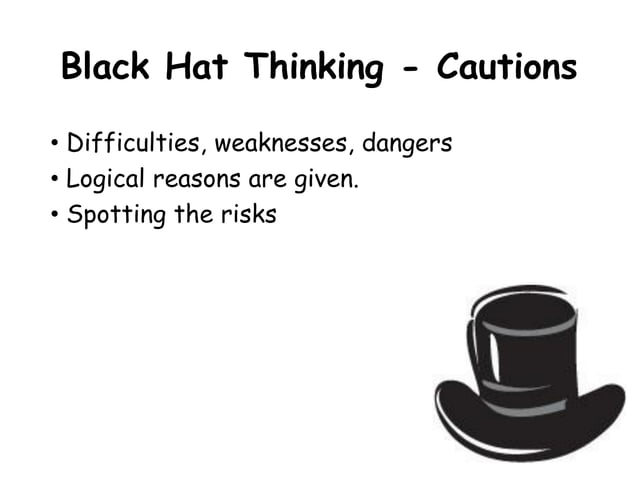 Black Hat Thinking - Cautions
• Difficulties, weaknesses, dangers
• Logical reasons are given.
• Spotting the risks